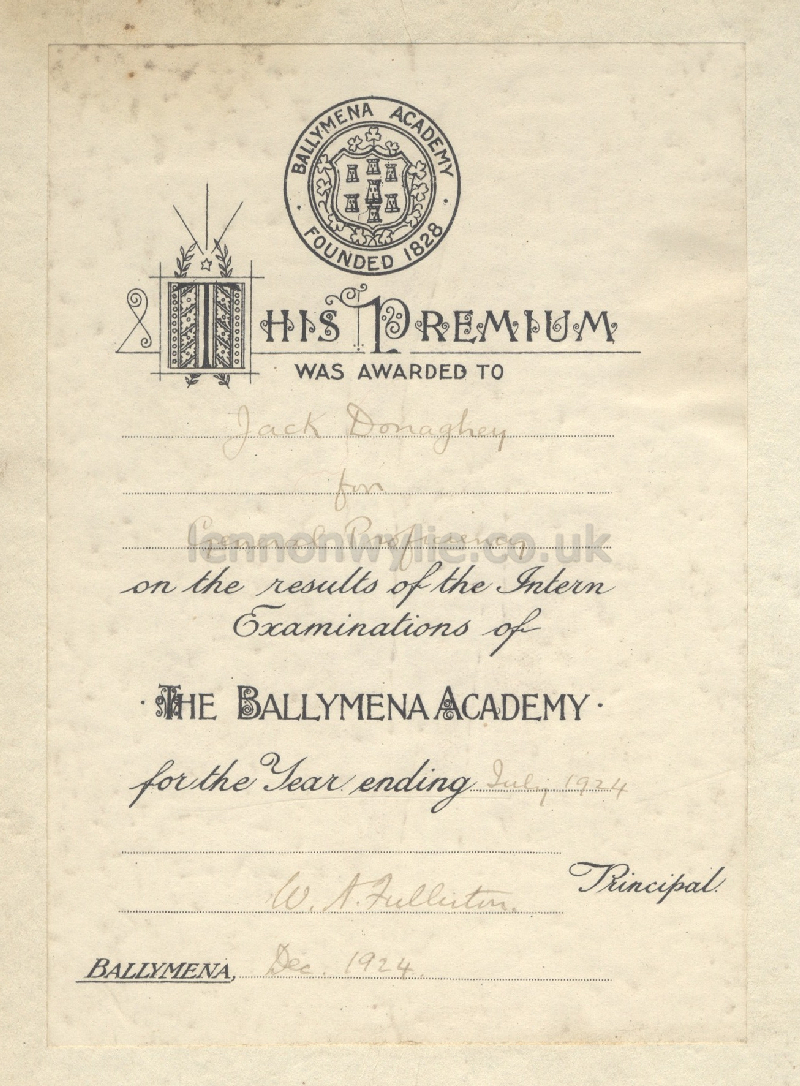 BALLYMENA ACADEMY
· FOUNDED 1828 ·
THIS PREMIUM
WAS AWARDED TO
Jack Donaghey
for
General Proficiency
lennonwylie.co.uk
on the results of the Intern
Examinations of
· THE BALLYMENA ACADEMY ·
for the Year ending July 1924
W. A. Fullerton
Principal.
BALLYMENA, Dec. 1924.